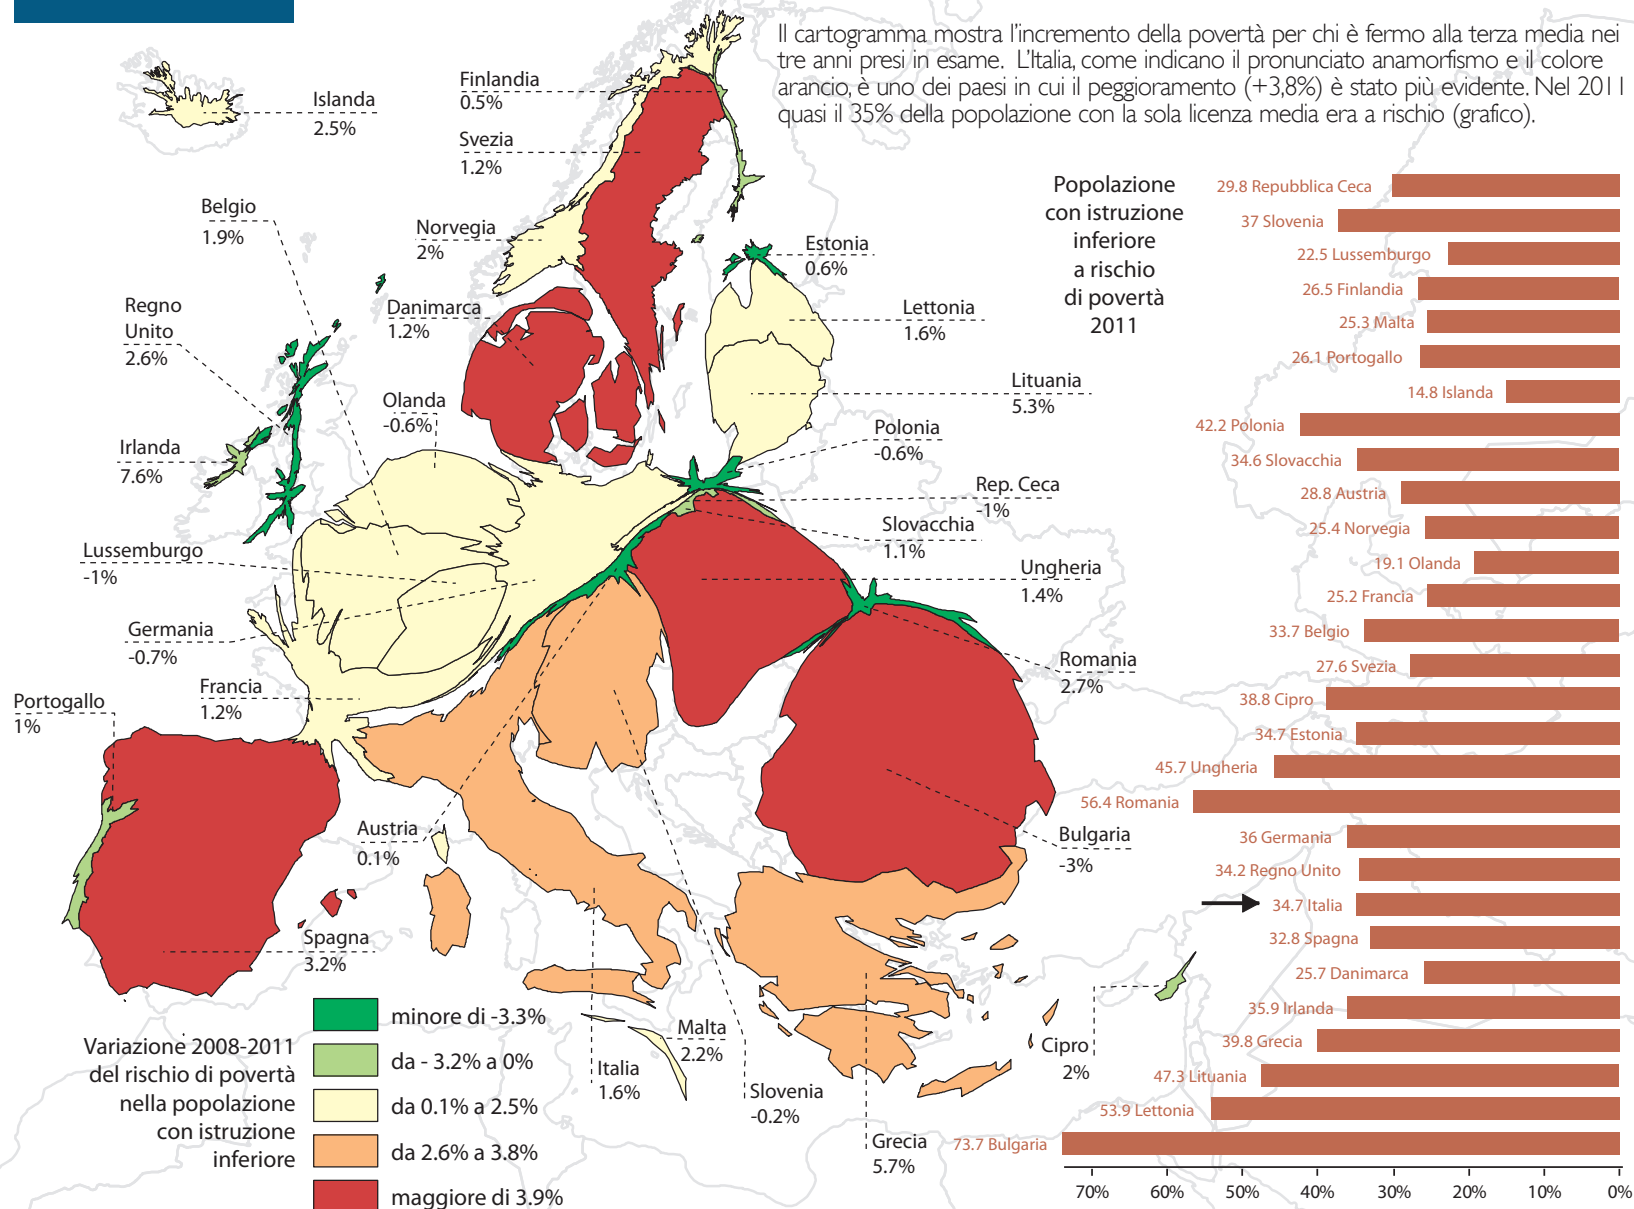 Il cartogramma mostra l'incremento della povertà per chi è fermo alla terza media nei
tre anni presi in esame. L'Italia, come indicano il pronunciato anamorfismo e il colore
arancio, è uno dei paesi in cui il peggioramento (+3,8%) è stato più evidente. Nel 2011
quasi il 35% della popolazione con la sola licenza media era a rischio (grafico).
Islanda
2.5%
Finlandia
0.5%
Svezia
1.2%
Belgio
1.9%
Norvegia
2%
Estonia
0.6%
Regno
Unito
2.6%
Danimarca
1.2%
Lettonia
1.6%
Olanda
-0.6%
Lituania
5.3%
Irlanda
7.6%
Polonia
-0.6%
Rep. Ceca
-1%
Slovacchia
1.1%
Lussemburgo
-1%
Ungheria
1.4%
Germania
-0.7%
Romania
2.7%
Francia
1.2%
Portogallo
1%
Austria
0.1%
Bulgaria
-3%
Spagna
3.2%
Malta
2.2%
Italia
1.6%
Slovenia
-0.2%
Cipro
2%
Grecia
5.7%
Variazione 2008-2011
del rischio di povertà
nella popolazione
con istruzione
inferiore
minore di -3.3%
da - 3.2% a 0%
da 0.1% a 2.5%
da 2.6% a 3.8%
maggiore di 3.9%
Popolazione
con istruzione
inferiore
a rischio
di povertà
2011
29.8 Repubblica Ceca
37 Slovenia
22.5 Lussemburgo
26.5 Finlandia
25.3 Malta
26.1 Portogallo
14.8 Islanda
42.2 Polonia
34.6 Slovacchia
28.8 Austria
25.4 Norvegia
19.1 Olanda
25.2 Francia
33.7 Belgio
27.6 Svezia
38.8 Cipro
34.7 Estonia
45.7 Ungheria
56.4 Romania
36 Germania
34.2 Regno Unito
34.7 Italia
32.8 Spagna
25.7 Danimarca
35.9 Irlanda
39.8 Grecia
47.3 Lituania
53.9 Lettonia
73.7 Bulgaria
70% 60% 50% 40% 30% 20% 10% 0%